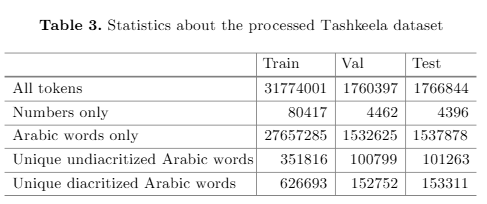 Table 3. Statistics about the processed Tashkeela dataset
Train Val Test
All tokens 31774001 1760397 1766844
Numbers only 80417 4462 4396
Arabic words only 27657285 1532625 1537878
Unique undiacritized Arabic words 351816 100799 101263
Unique diacritized Arabic words 626693 152752 153311